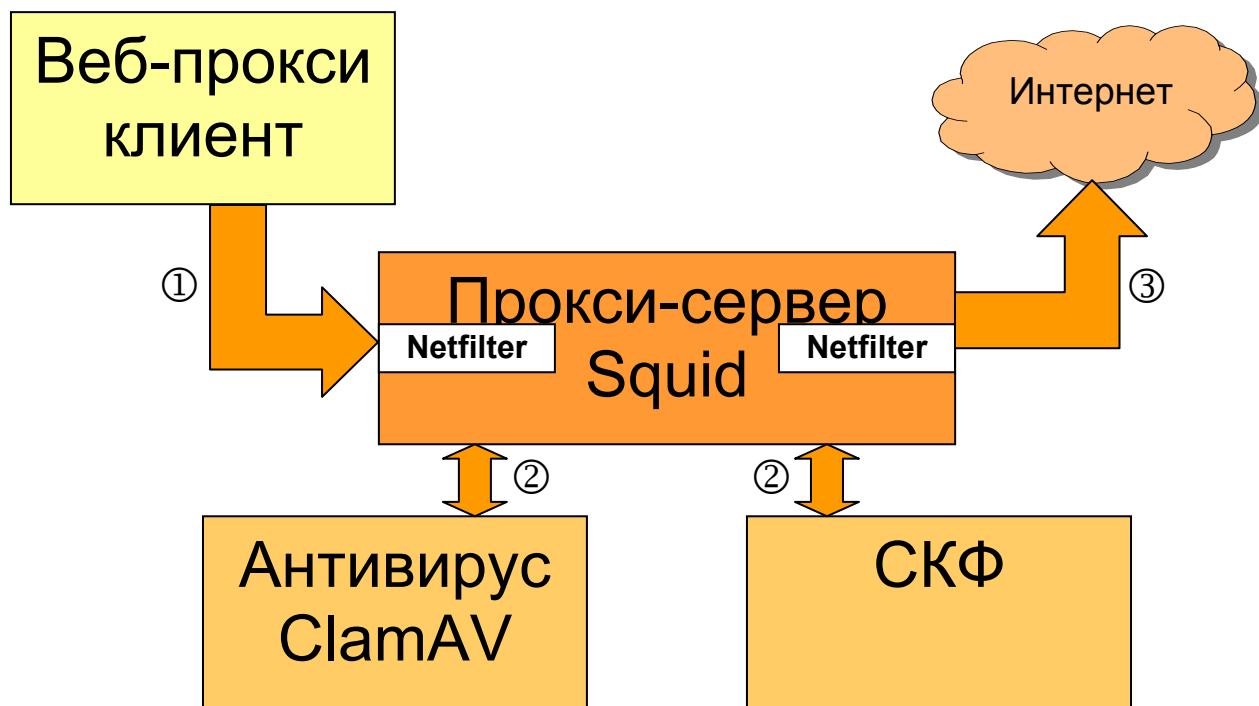 Веб-прокси
клиент
Интернет
①
③
Прокси-сервер
Netfilter
Netfilter
Squid
②
②
Антивирус
ClamAV
СКФ